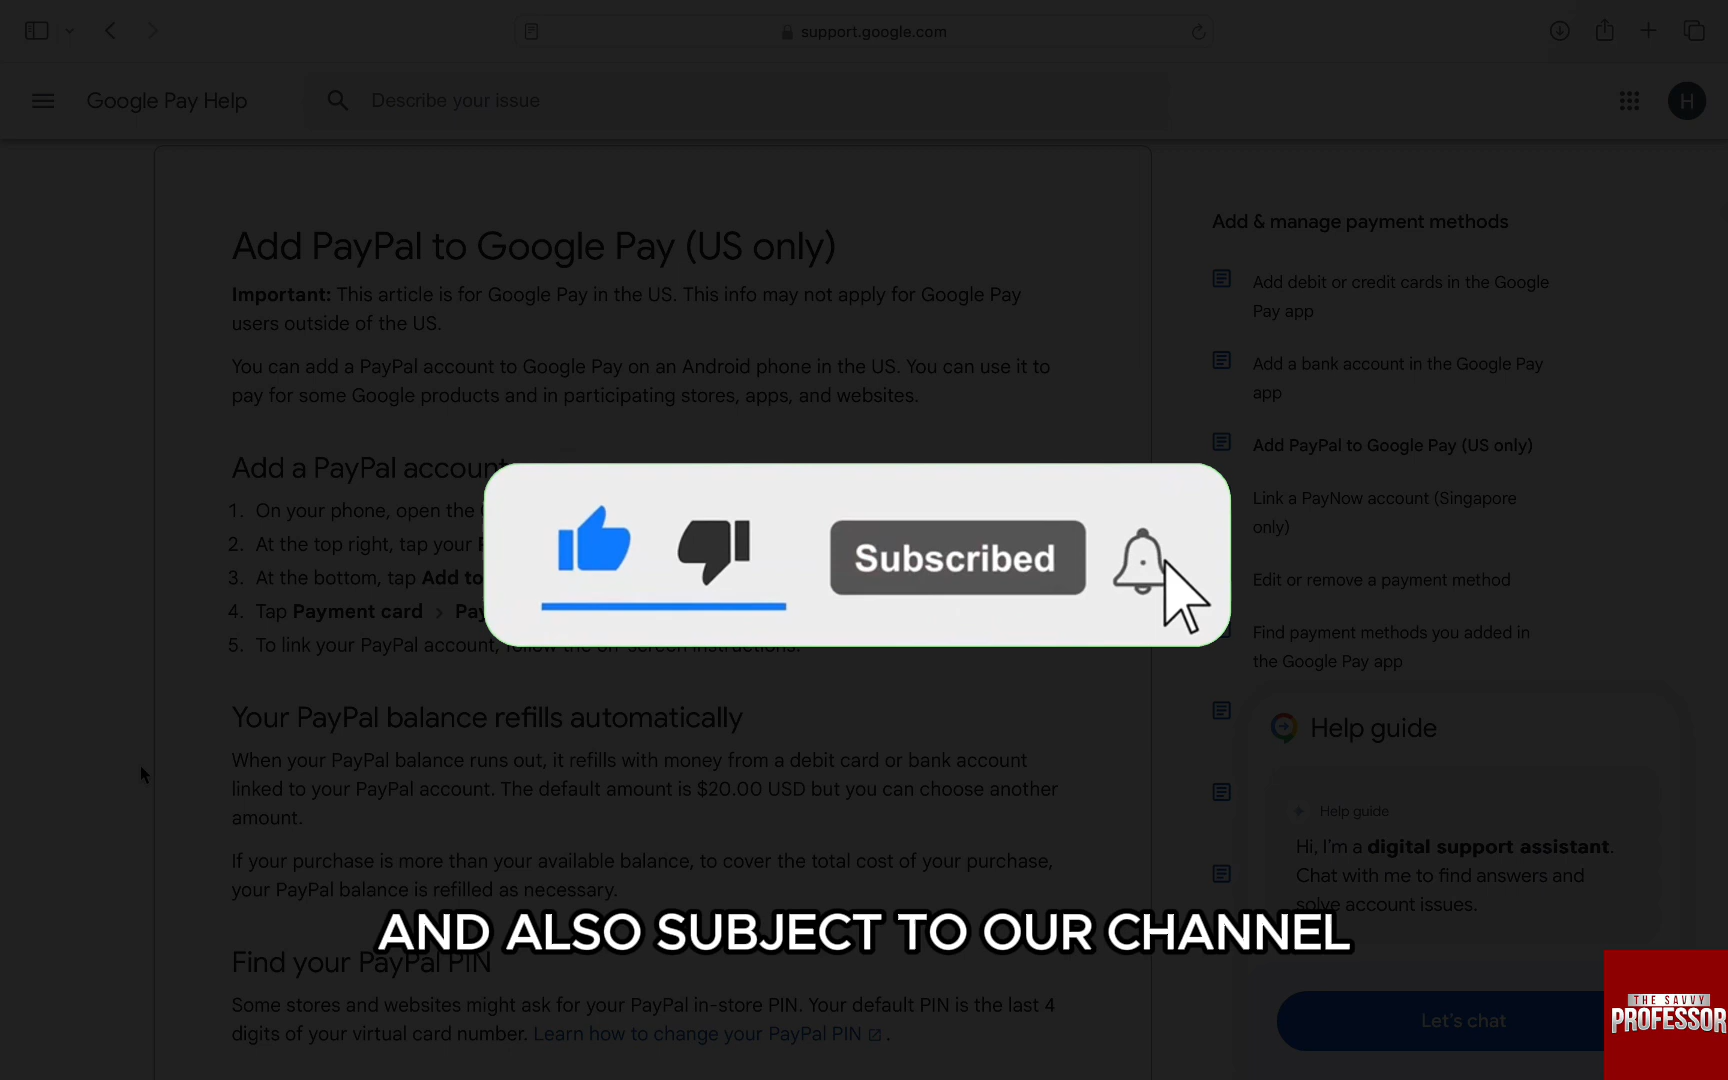 support.google.com
Google Pay Help
Describe your issue
H
Add PayPal to Google Pay (US only)
Important: This article is for Google Pay in the US. This info may not apply for Google Pay
users outside of the US.
You can add a PayPal account to Google Pay on an Android phone in the US. You can use it to
pay for some Google products and in participating stores, apps, and websites.
Add a PayPal account
1. On your phone, open the
2. At the top right, tap your
3. At the bottom, tap Add to
4. Tap Payment card >
5. To link your PayPal account, follow the on-screen instructions.
Subscribed
Your PayPal balance refills automatically
When your PayPal balance runs out, it refills with money from a debit card or bank account
linked to your PayPal account. The default amount is $20.00 USD but you can choose another
amount.
If your purchase is more than your available balance, to cover the total cost of your purchase,
your PayPal balance is refilled as necessary.
AND ALSO SUBJECT TO OUR CHANNEL
Find your PayPal PIN
Some stores and websites might ask for your PayPal in-store PIN. Your default PIN is the last 4
digits of your virtual card number. Learn how to change your PayPal PIN .
Add & manage payment methods
Add debit or credit cards in the Google
Pay app
Add a bank account in the Google Pay
app
Add PayPal to Google Pay (US only)
Link a PayNow account (Singapore
only)
Edit or remove a payment method
Find payment methods you added in
the Google Pay app
Help guide
Help guide
Hi, I'm a digital support assistant.
Chat with me to find answers and
solve account issues.
Let's chat
THE SAVVY
PROFESSOR